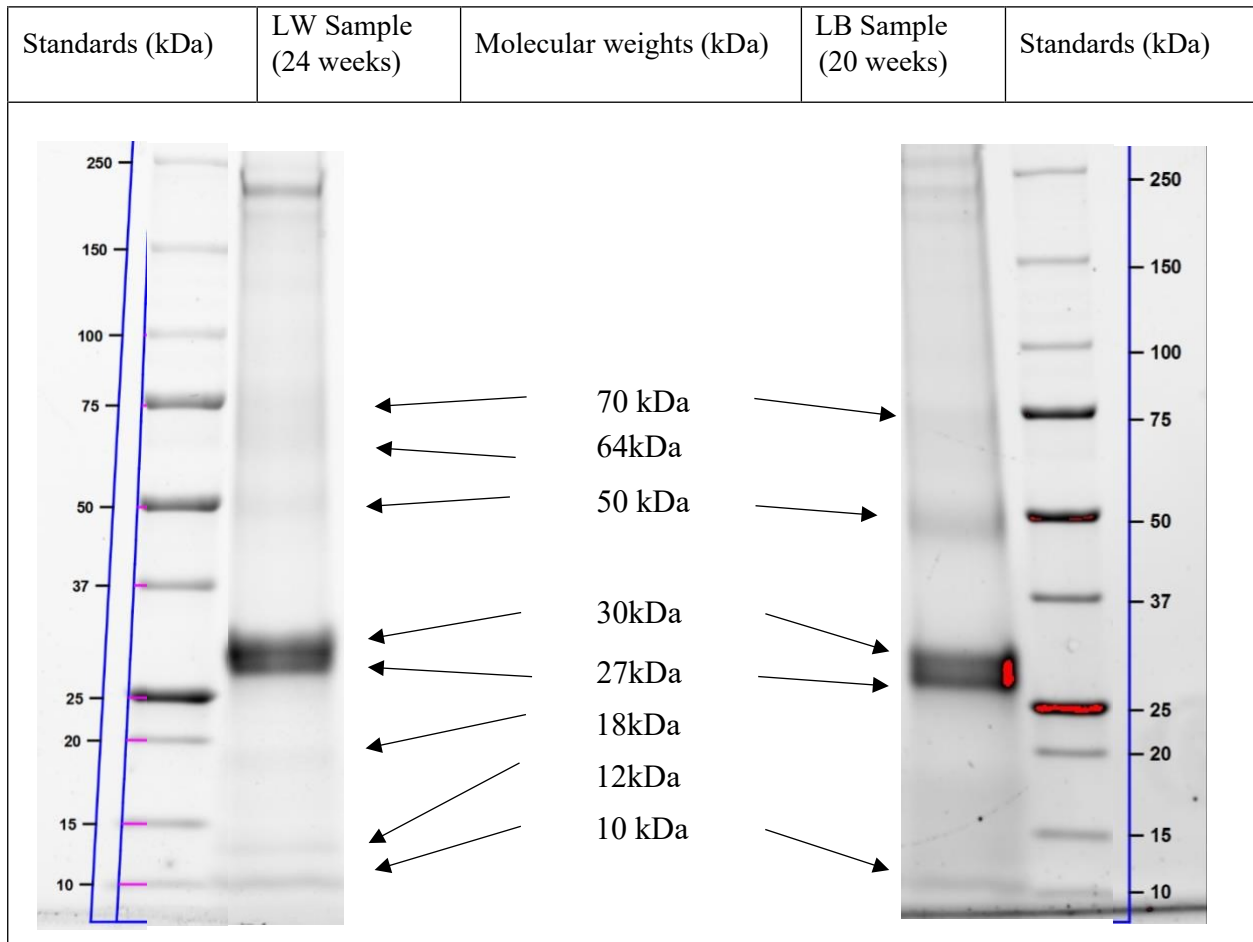 Standards (kDa)
LW Sample
(24 weeks)
Molecular weights (kDa)
LB Sample
(20 weeks)
Standards (kDa)
250
150
100
75
50
37
25
20
15
10
70 kDa
64kDa
50 kDa
30kDa
27kDa
18kDa
12kDa
10 kDa
250
150
100
75
50
37
25
20
15
10